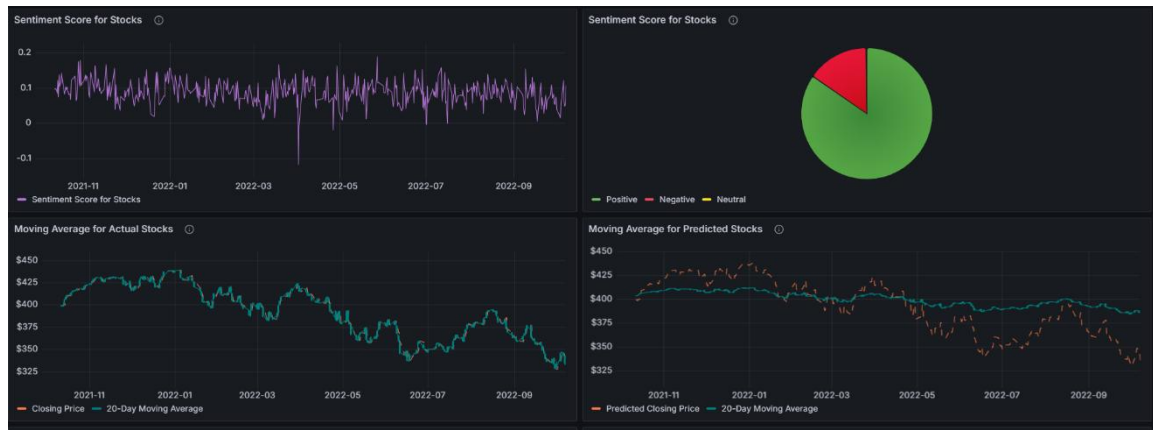 Sentiment Score for Stocks
0.2
0.1
0
-0.1
2021-11 2022-01 2022-03 2022-05 2022-07 2022-09
Sentiment Score for Stocks
Sentiment Score for Stocks
Positive Negative Neutral
Moving Average for Actual Stocks
$450
$425
$400
$375
$350
$325
2021-11 2022-01 2022-03 2022-05 2022-07 2022-09
Closing Price 20-Day Moving Average
Moving Average for Predicted Stocks
$450
$425
$400
$375
$350
$325
2021-11 2022-01 2022-03 2022-05 2022-07 2022-09
Predicted Closing Price 20-Day Moving Average